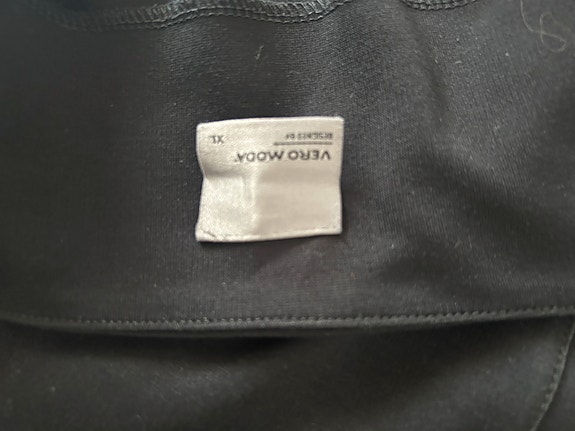 VERO MODA
DESIGNED BY
XL